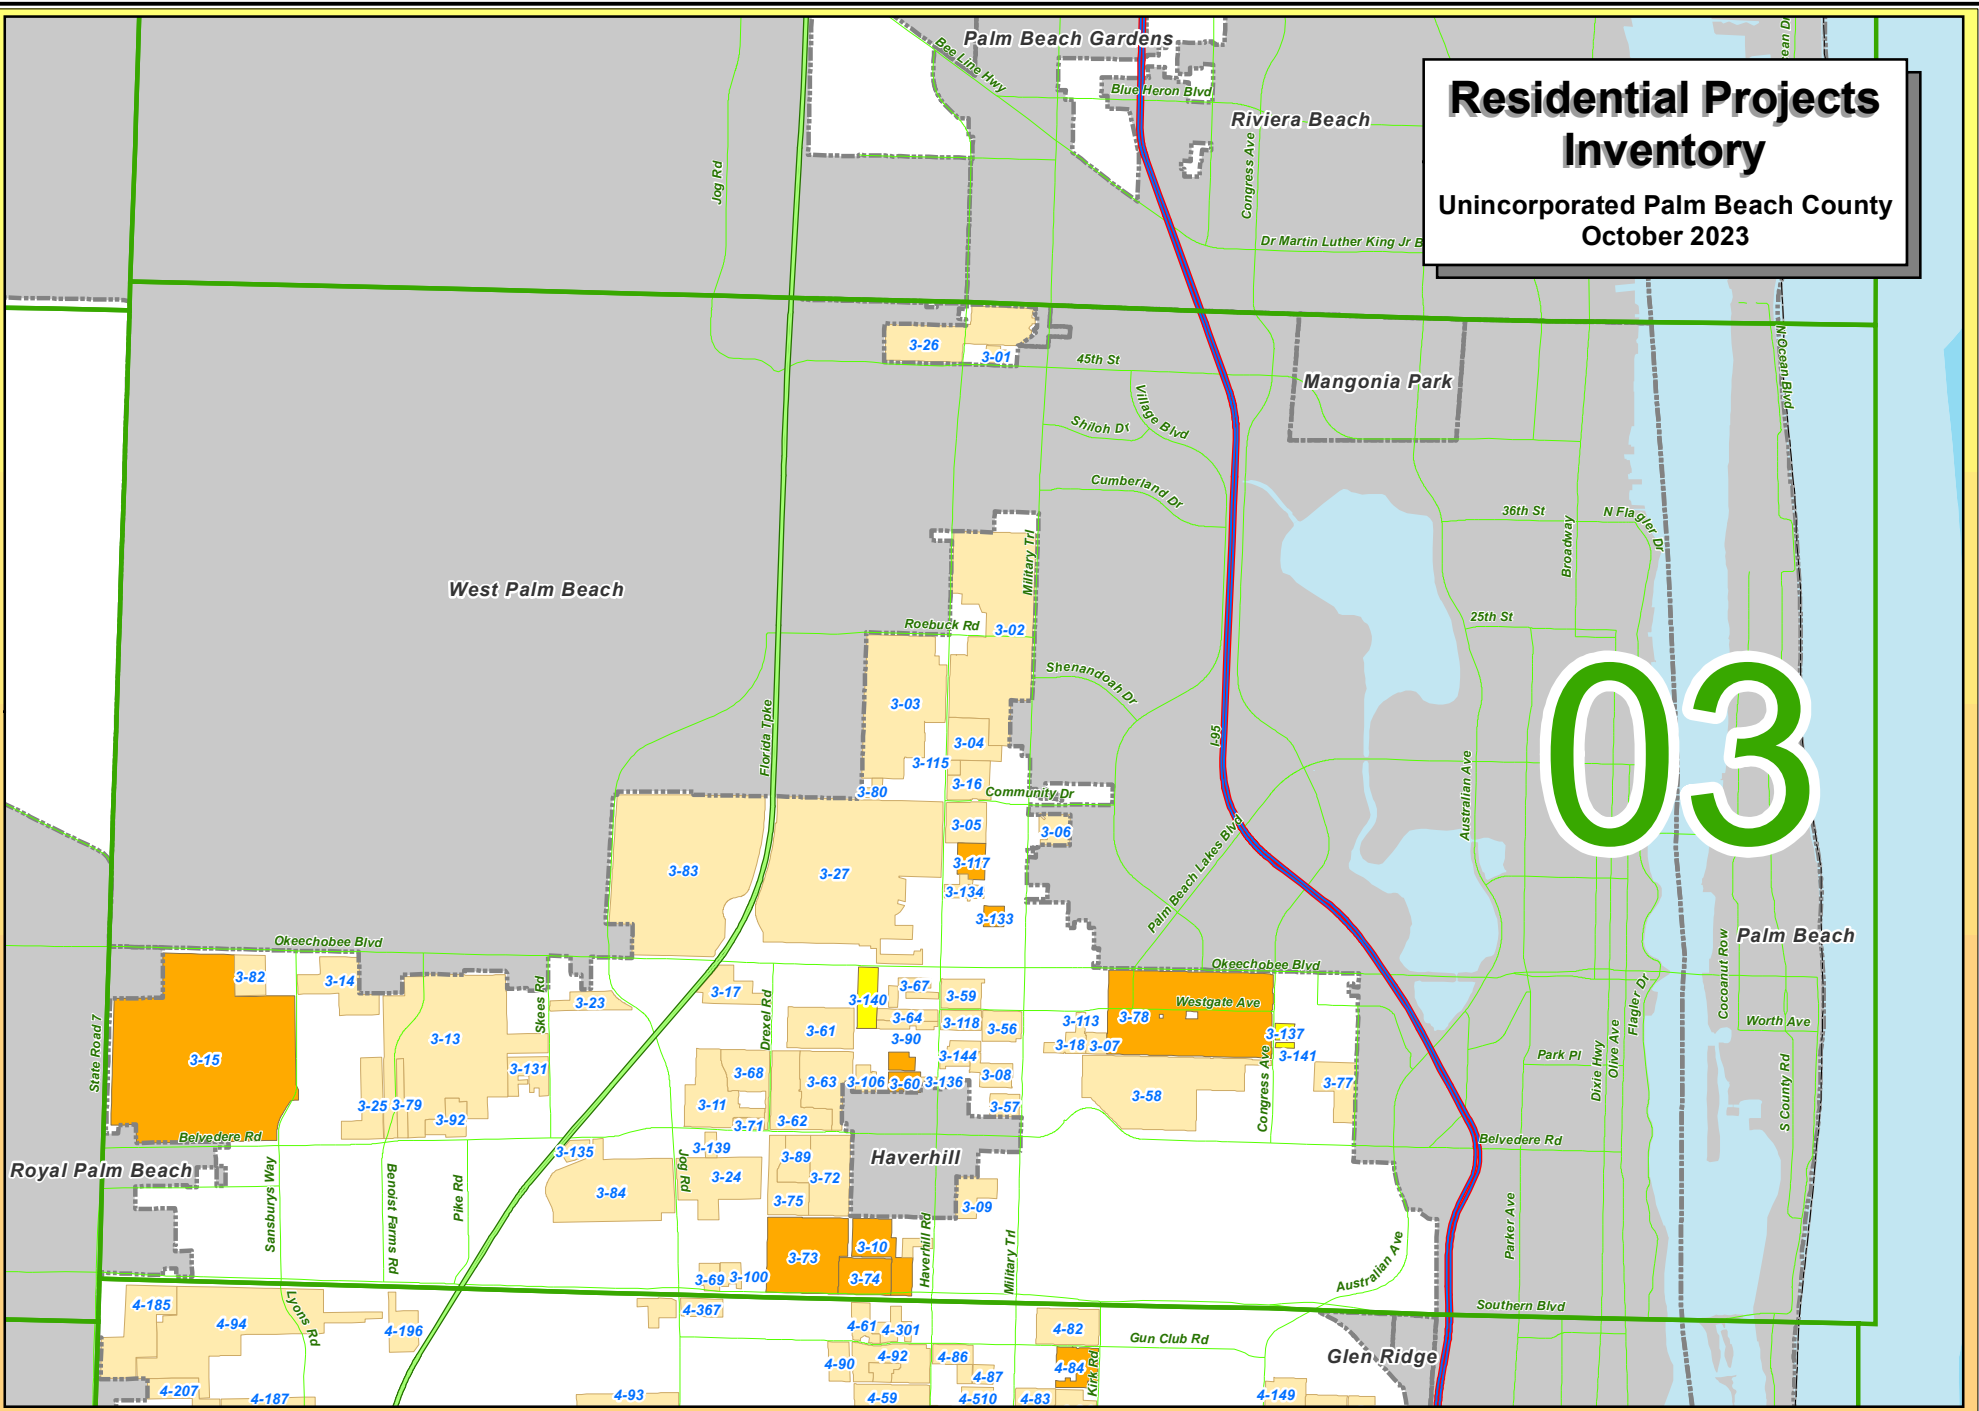 Residential Projects
Inventory
Unincorporated Palm Beach County
October 2023
03
Palm Beach Gardens
Bee Line Hwy
Blue Heron Blvd
Riviera Beach
Jog Rd
Congress Ave
Dr Martin Luther King Jr B
ean Dr
3-26
3-01
45th St
Mangonia Park
N Ocean Blvd
Village Blvd
Shiloh Dr
Cumberland Dr
36th St
N Flagler Dr
Broadway
Military Trl
West Palm Beach
Roebuck Rd
3-02
25th St
Shenandoah Dr
3-03
Florida Tpke
I-95
3-04
3-115
3-16
3-80
Community Dr
Australian Ave
3-05
3-06
3-83
3-27
3-117
3-134
3-133
Palm Beach Lakes Blvd
Palm Beach
Cocoanut Row
Okeechobee Blvd
Okeechobee Blvd
3-82
3-14
3-23
3-17
3-140
3-67
3-59
Flagler Dr
Skees Rd
Drexel Rd
Westgate Ave
3-78
3-113
Worth Ave
State Road 7
3-15
3-13
3-61
3-64
3-118
3-56
3-90
3-18
3-07
3-137
3-141
Park Pl
3-131
3-144
3-68
3-63
3-106
3-60
3-136
3-08
3-77
3-58
Congress Ave
Dixie Hwy
Olive Ave
S County Rd
3-25
3-79
3-92
3-11
3-71
3-62
3-57
Belvedere Rd
Belvedere Rd
3-135
3-139
Haverhill
Royal Palm Beach
Sansburys Way
Benoist Farms Rd
Pike Rd
3-84
Jog Rd
3-24
3-89
3-72
3-75
3-09
Haverhill Rd
Military Trl
Parker Ave
3-73
3-10
3-74
3-69
3-100
Australian Ave
Southern Blvd
4-185
4-94
Lyons Rd
4-196
4-367
4-61
4-301
4-82
Gun Club Rd
Glen Ridge
4-90
4-92
4-86
4-87
4-84
Kirk Rd
4-207
4-187
4-93
4-59
4-510
4-83
4-149